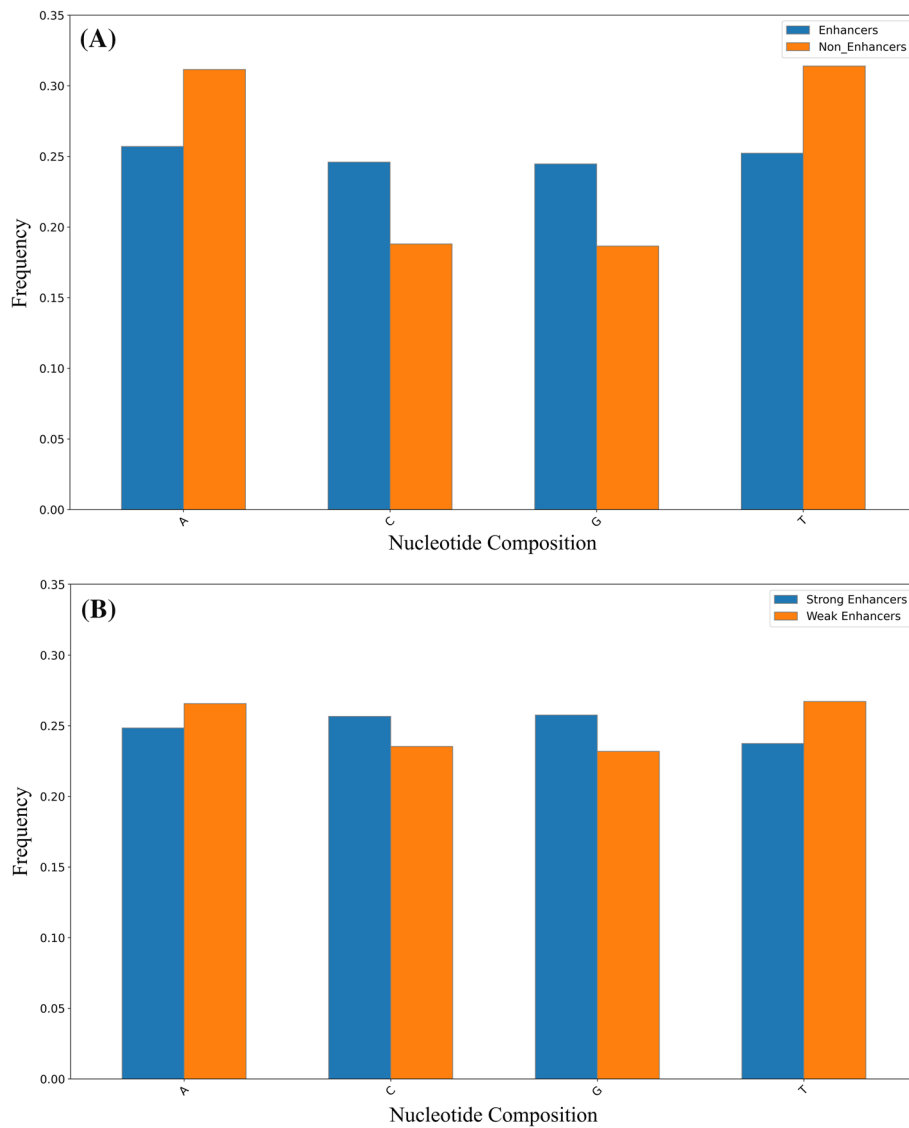 (A)
Enhancers
Non_Enhancers
0.35
0.30
0.25
0.20
0.15
0.10
0.05
0.00
Frequency
A C G T
Nucleotide Composition
(B)
Strong Enhancers
Weak Enhancers
0.35
0.30
0.25
0.20
0.15
0.10
0.05
0.00
Frequency
A C G T
Nucleotide Composition